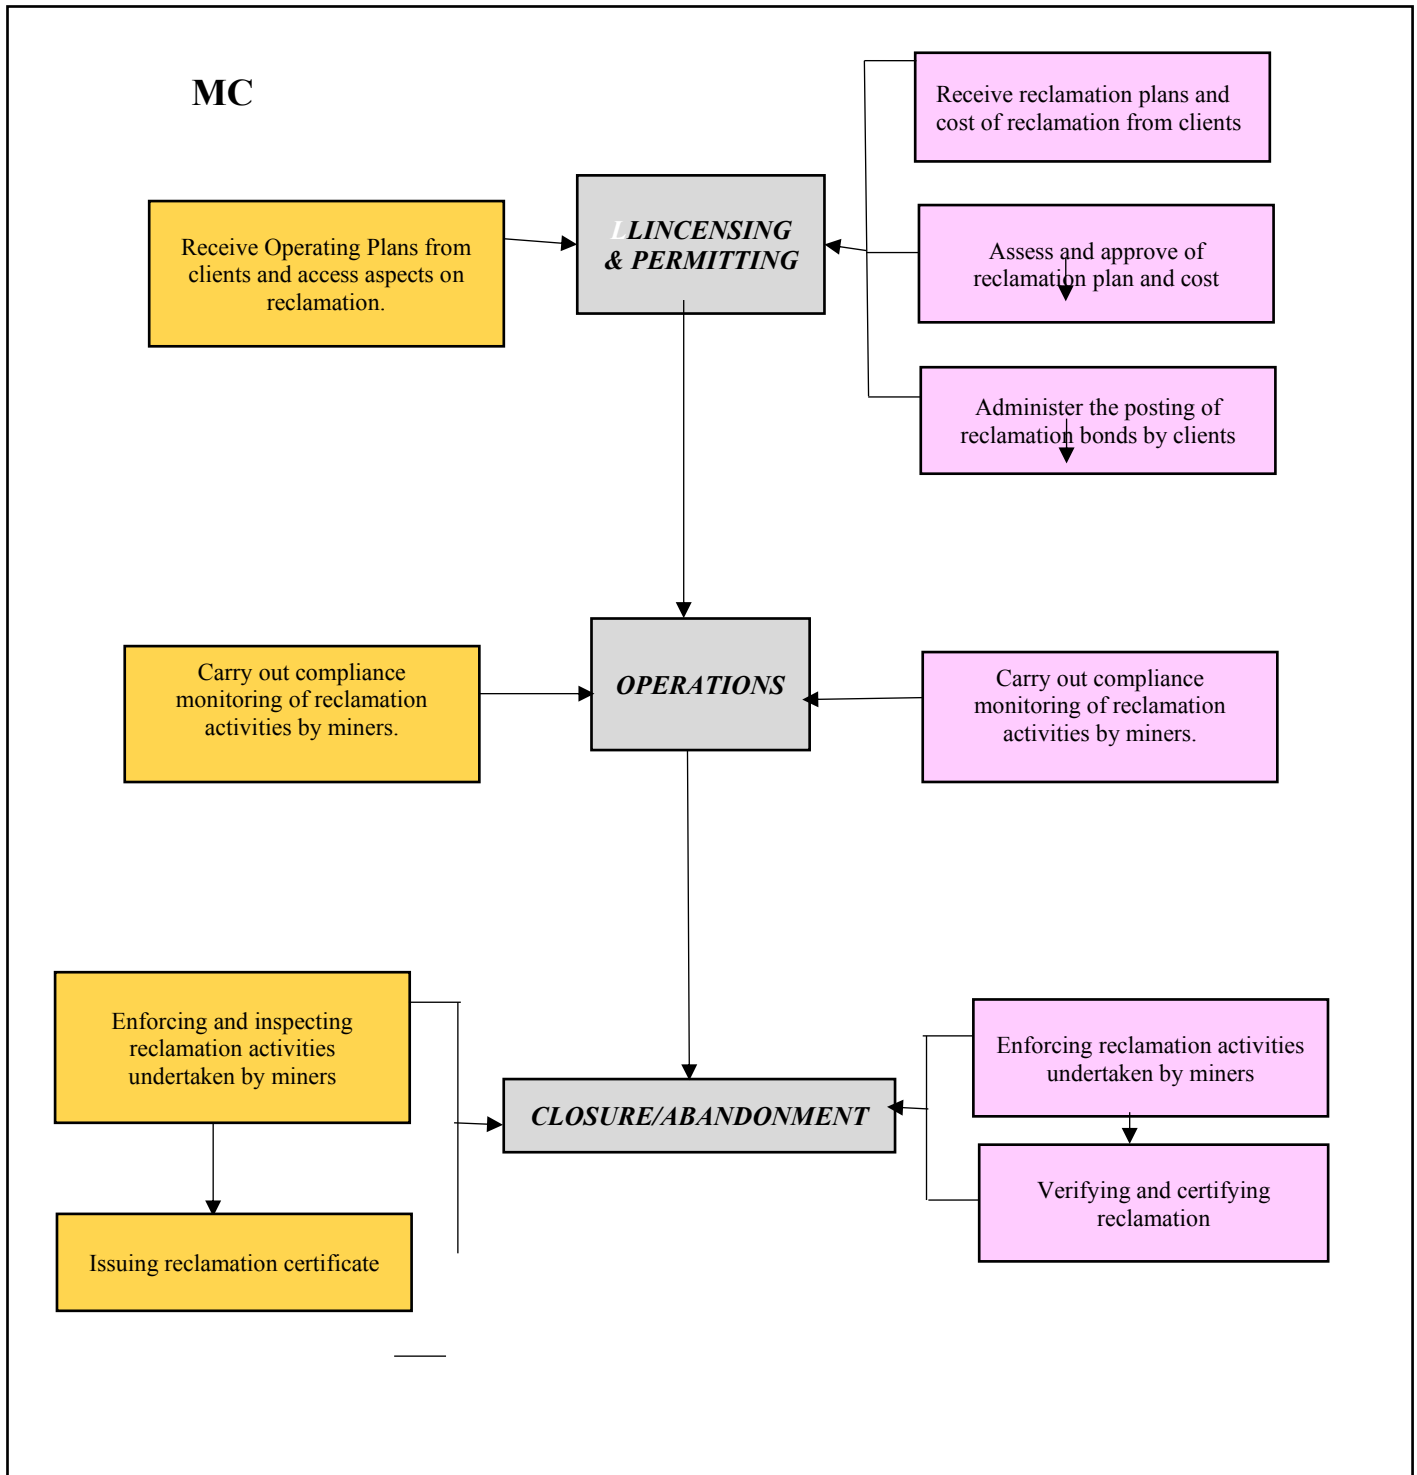 MC
Receive reclamation plans and
cost of reclamation from clients
Receive Operating Plans from
clients and access aspects on
reclamation.
LLINCENSING
& PERMITTING
Assess and approve of
reclamation plan and cost
Administer the posting of
reclamation bonds by clients
Carry out compliance
monitoring of reclamation
activities by miners.
OPERATIONS
Carry out compliance
monitoring of reclamation
activities by miners.
Enforcing and inspecting
reclamation activities
undertaken by miners
CLOSURE/ABANDONMENT
Enforcing reclamation activities
undertaken by miners
Verifying and certifying
reclamation
Issuing reclamation certificate